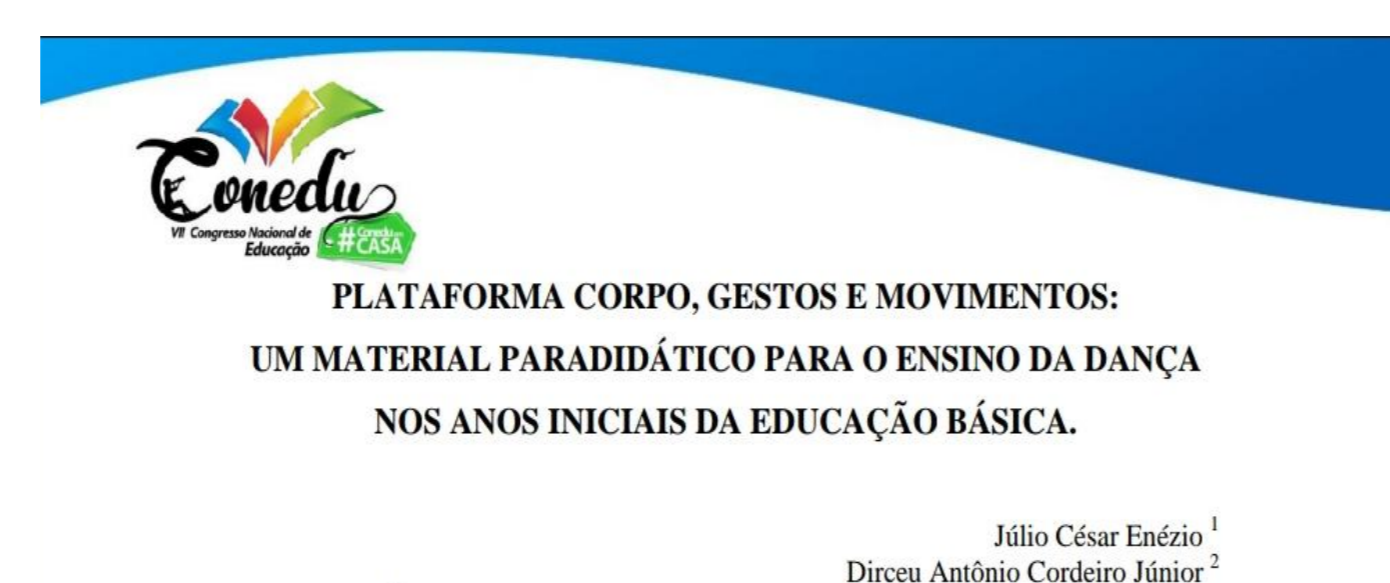 Conedu
VII Congresso Nacional de
Educação
#Conedu em
CASA
PLATAFORMA CORPO, GESTOS E MOVIMENTOS:
UM MATERIAL PARADIDÁTICO PARA O ENSINO DA DANÇA
NOS ANOS INICIAIS DA EDUCAÇÃO BÁSICA.
Júlio César Enézio 1
Dirceu Antônio Cordeiro Júnior 2